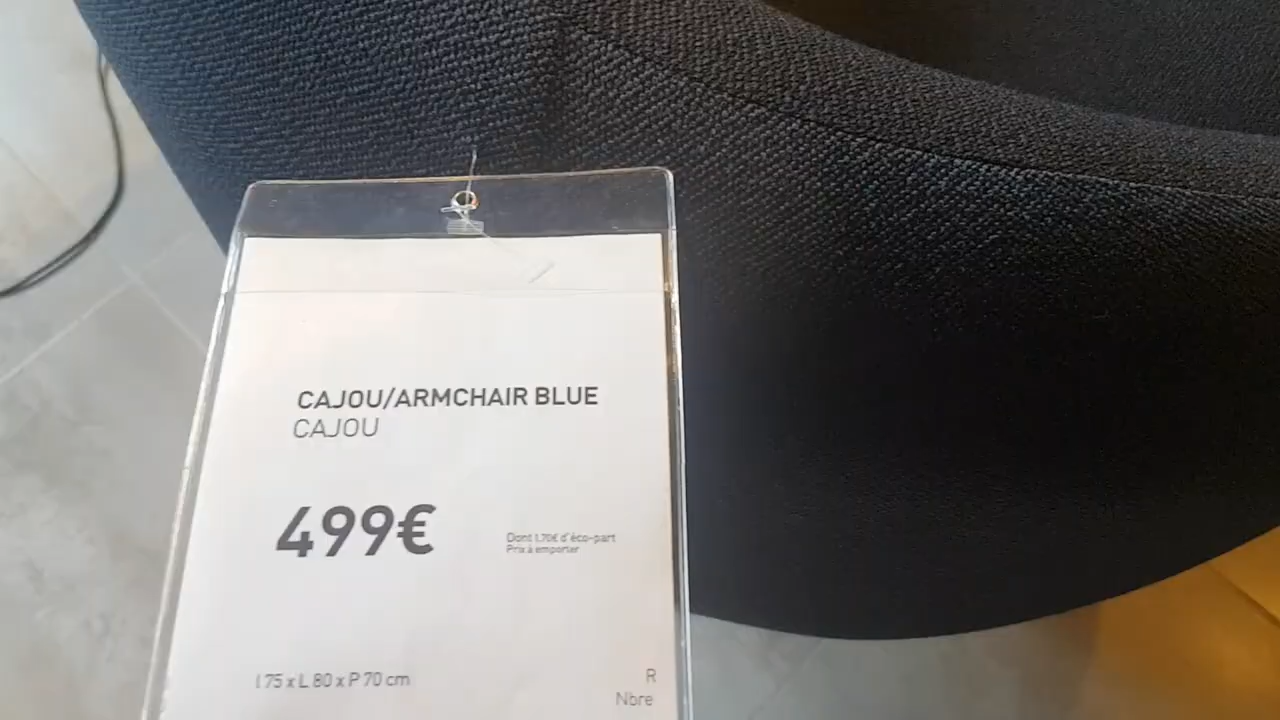 CAJOU/ARMCHAIR BLUE
CAJOU
499€
Dont 1.70€ d'éco-part
Prix à emporter
l 75 x L 80 x P 70 cm
R
Nbre